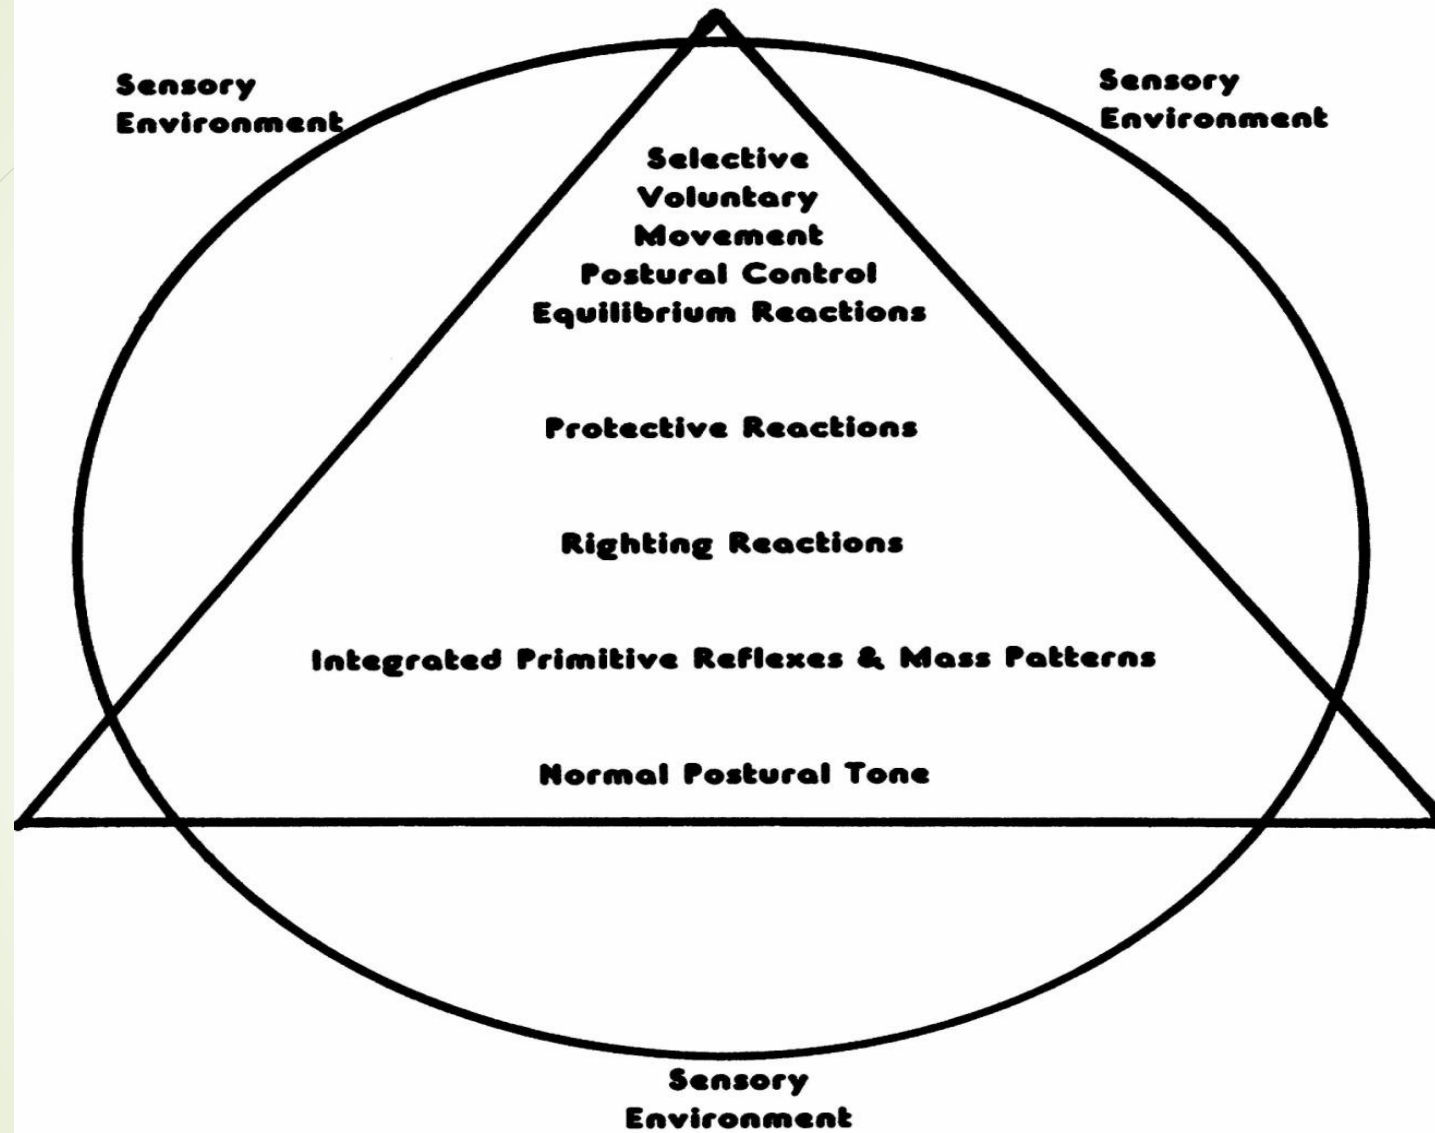 Sensory
Environment
Sensory
Environment
Selective
Voluntary
Movement
Postural Control
Equilibrium Reactions
Protective Reactions
Righting Reactions
Integrated Primitive Reflexes & Mass Patterns
Normal Postural Tone
Sensory
Environment